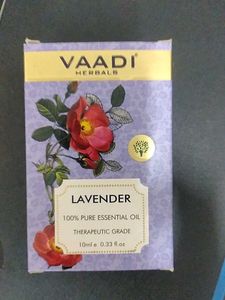 VAADI
HERBALS
LAVENDER
100% PURE ESSENTIAL OIL
THERAPEUTIC GRADE
10ml e 0.33 fl.oz